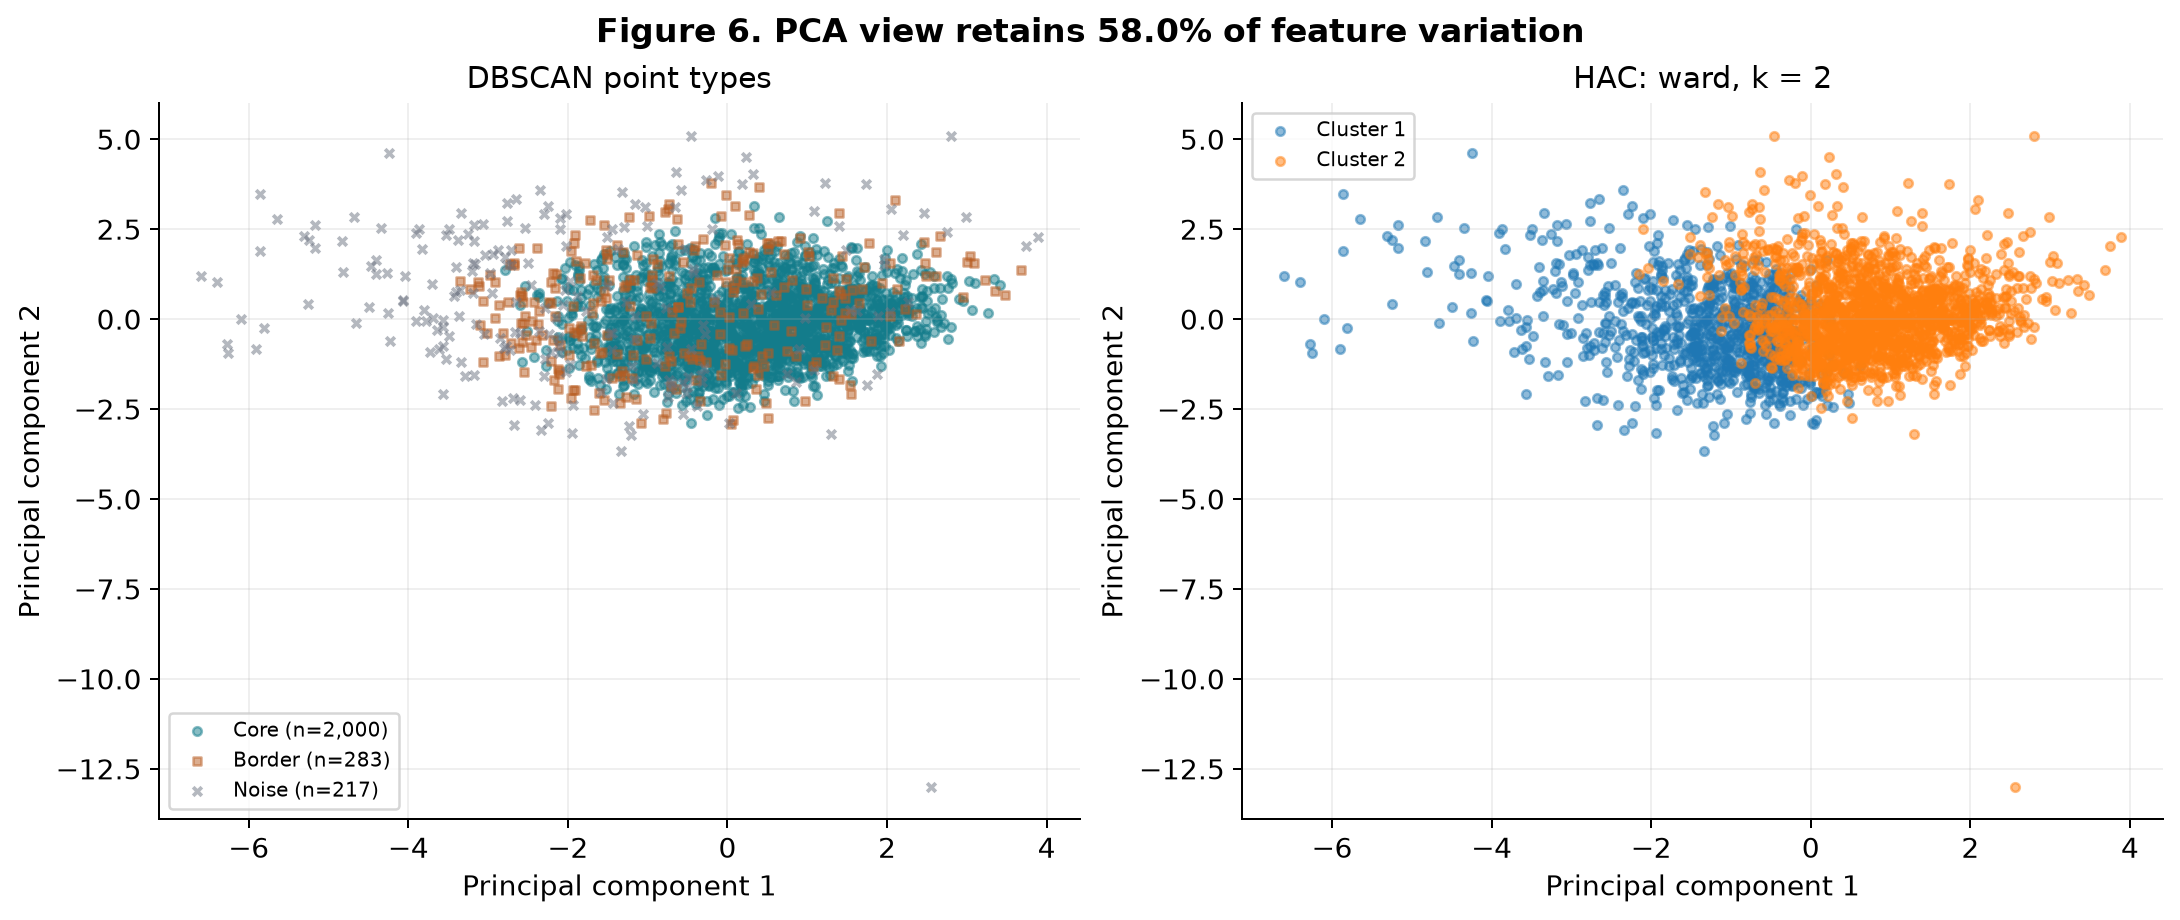 Figure 6. PCA view retains 58.0% of feature variation
DBSCAN point types
5.0
2.5
0.0
−2.5
−5.0
−7.5
−10.0
−12.5
Principal component 2
Core (n=2,000)
Border (n=283)
Noise (n=217)
−6
−4
−2
0
2
4
Principal component 1
HAC: ward, k = 2
Cluster 1
Cluster 2
5.0
2.5
0.0
−2.5
−5.0
−7.5
−10.0
−12.5
Principal component 2
−6
−4
−2
0
2
4
Principal component 1